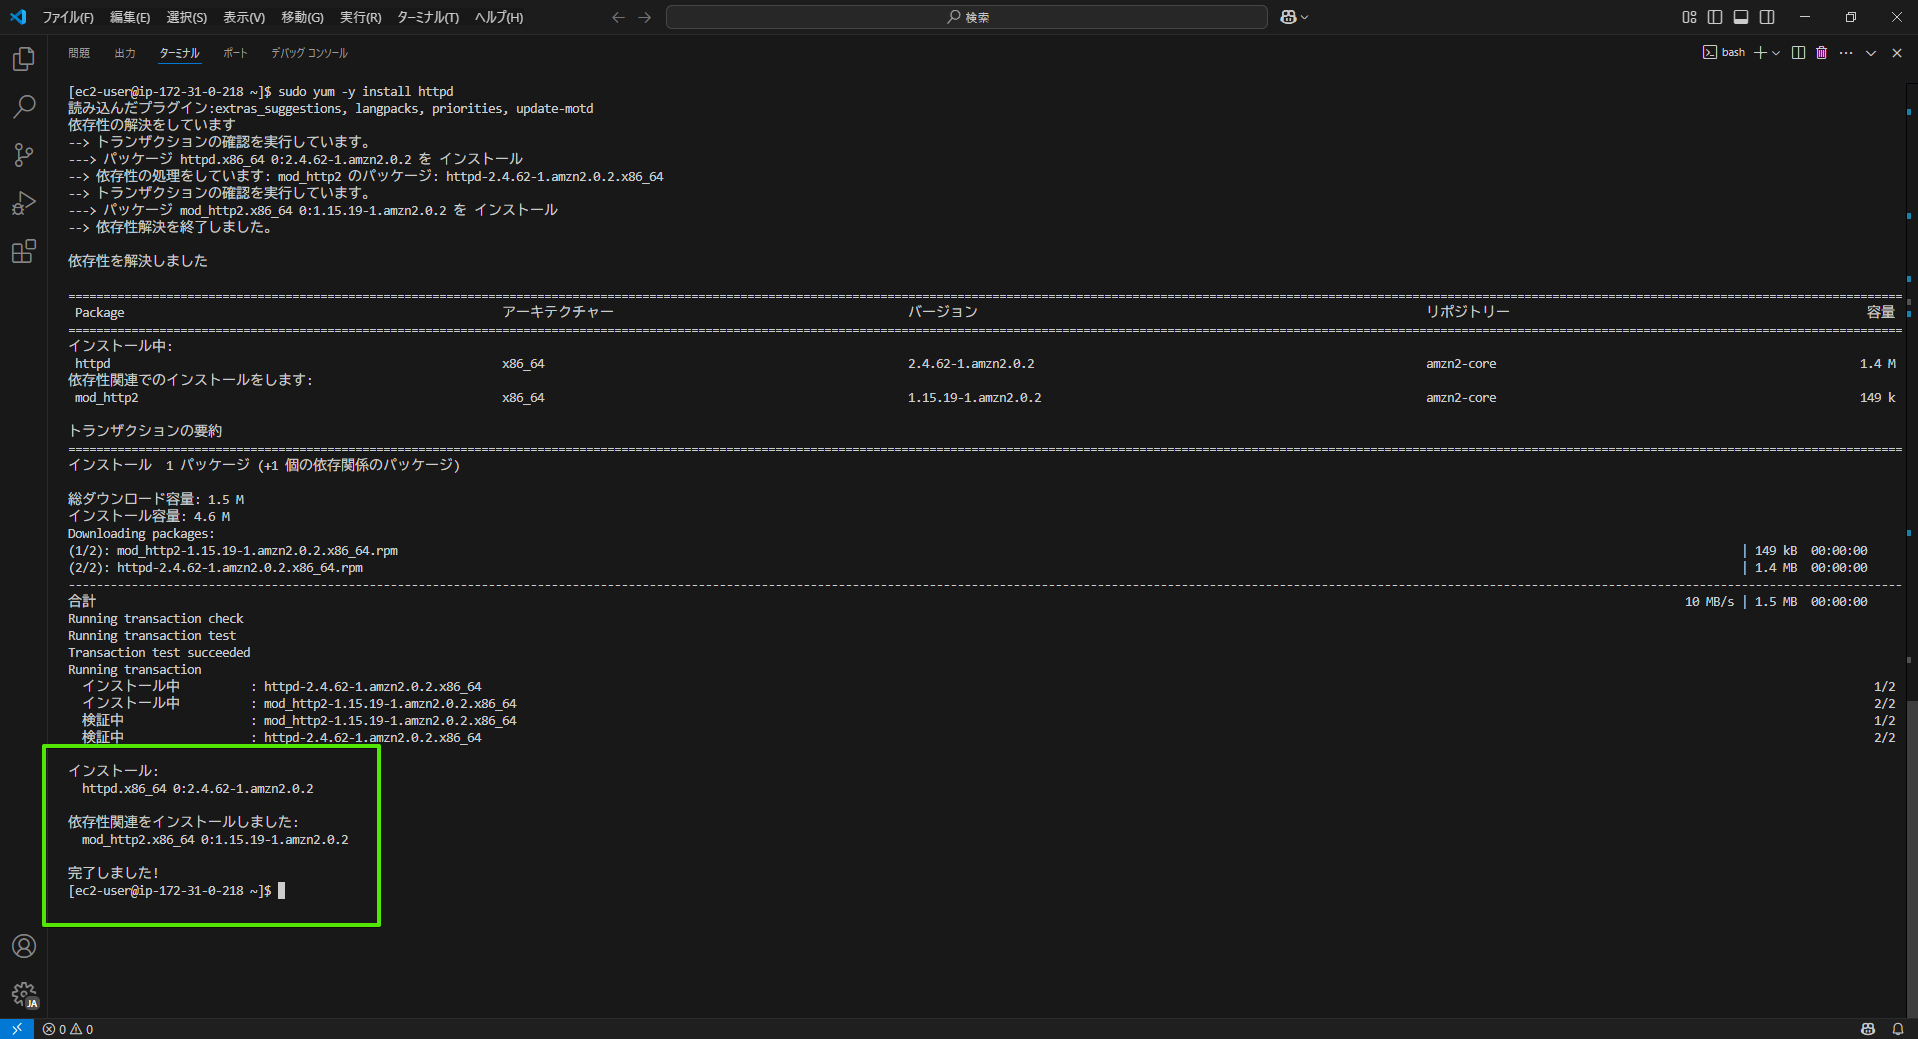 ファイル(F) 編集(E) 選択(S) 表示(V) 移動(G) 実行(R) ターミナル(T) ヘルプ(H) 検索
問題 出力 ターミナル ポート デバッグ コンソール bash
[ec2-user@ip-172-31-0-218 ~]$ sudo yum -y install httpd
読み込んだプラグイン:extras_suggestions, langpacks, priorities, update-motd
依存性の解決をしています
--> トランザクションの確認を実行しています。
---> パッケージ httpd.x86_64 0:2.4.62-1.amzn2.0.2 を インストール
--> 依存性の処理をしています: mod_http2 のパッケージ: httpd-2.4.62-1.amzn2.0.2.x86_64
--> トランザクションの確認を実行しています。
---> パッケージ mod_http2.x86_64 0:1.15.19-1.amzn2.0.2 を インストール
--> 依存性解決を終了しました。
依存性を解決しました
Package アーキテクチャー バージョン リポジトリー 容量
インストール中:
httpd x86_64 2.4.62-1.amzn2.0.2 amzn2-core 1.4 M
依存性関連でのインストールをします:
mod_http2 x86_64 1.15.19-1.amzn2.0.2 amzn2-core 149 k
トランザクションの要約
インストール 1 パッケージ (+1 個の依存関係のパッケージ)
総ダウンロード容量: 1.5 M
インストール容量: 4.6 M
Downloading packages:
(1/2): mod_http2-1.15.19-1.amzn2.0.2.x86_64.rpm | 149 kB 00:00:00
(2/2): httpd-2.4.62-1.amzn2.0.2.x86_64.rpm | 1.4 MB 00:00:00
合計 10 MB/s | 1.5 MB 00:00:00
Running transaction check
Running transaction test
Transaction test succeeded
Running transaction
インストール中 : httpd-2.4.62-1.amzn2.0.2.x86_64 1/2
インストール中 : mod_http2-1.15.19-1.amzn2.0.2.x86_64 2/2
検証中 : mod_http2-1.15.19-1.amzn2.0.2.x86_64 1/2
検証中 : httpd-2.4.62-1.amzn2.0.2.x86_64 2/2
インストール:
httpd.x86_64 0:2.4.62-1.amzn2.0.2
依存性関連をインストールしました:
mod_http2.x86_64 0:1.15.19-1.amzn2.0.2
完了しました!
[ec2-user@ip-172-31-0-218 ~]$
JA
0 0